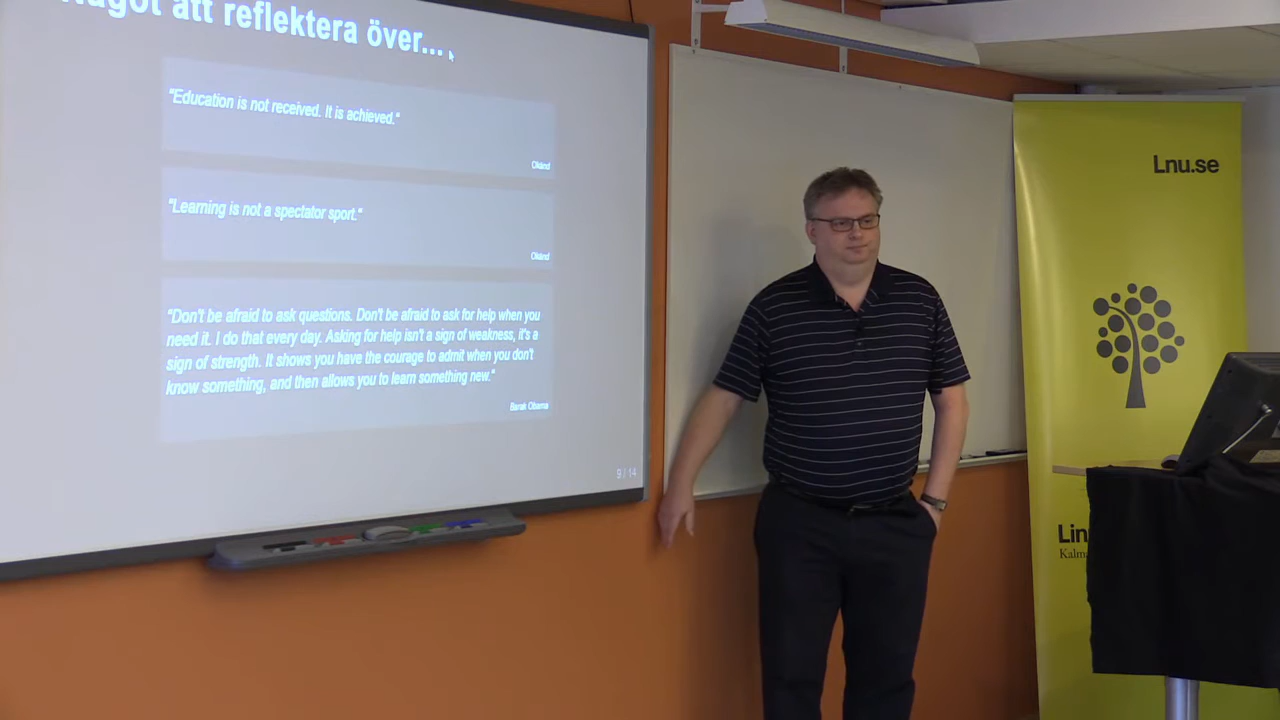 Något att reflektera över...
"Education is not received. It is achieved."
Okänd
"Learning is not a spectator sport."
Okänd
"Don't be afraid to ask questions. Don't be afraid to ask for help when you
need it. I do that every day. Asking for help isn't a sign of weakness, it's a
sign of strength. It shows you have the courage to admit when you don't
know something, and then allows you to learn something new."
Barak Obama
9 / 14
Lnu.se
Lin
Kalma